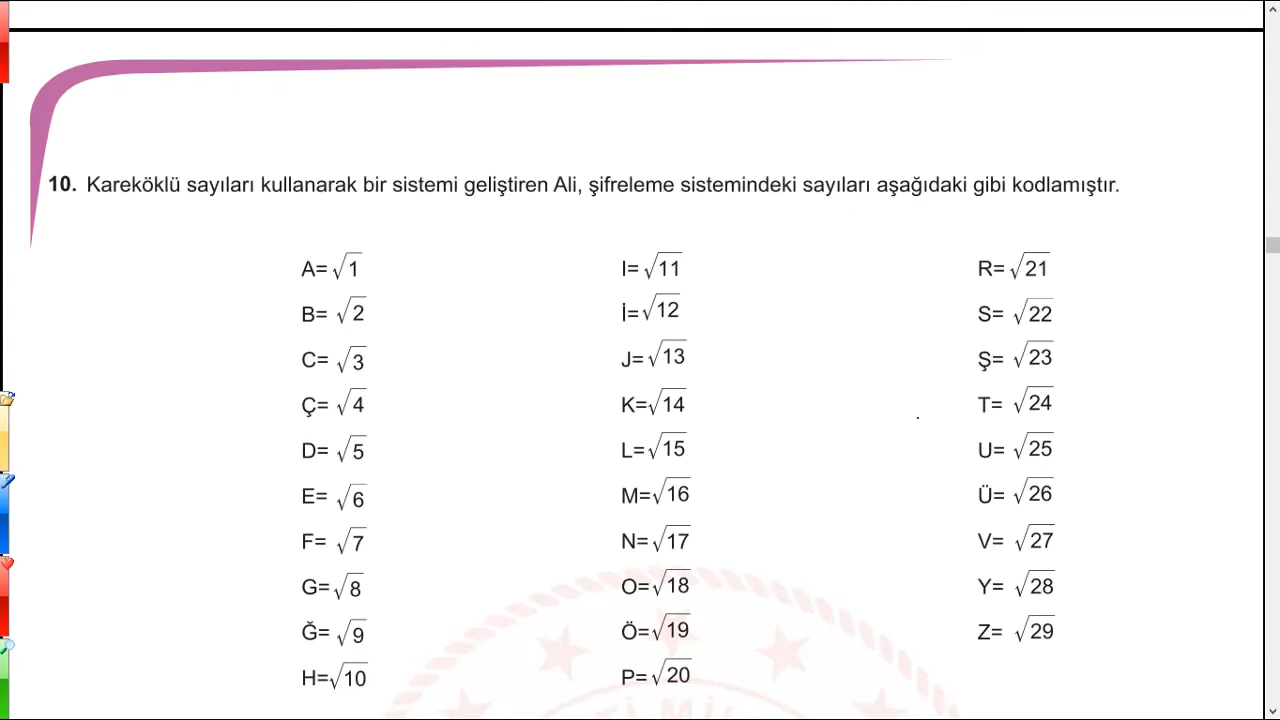 10. Kareköklü sayıları kullanarak bir sistemi geliştiren Ali, şifreleme sistemindeki sayıları aşağıdaki gibi kodlamıştır.
A= √1
B= √2
C= √3
Ç= √4
D= √5
E= √6
F= √7
G= √8
Ğ= √9
H= √10
I= √11
İ= √12
J= √13
K= √14
L= √15
M= √16
N= √17
O= √18
Ö= √19
P= √20
R= √21
S= √22
Ş= √23
T= √24
U= √25
Ü= √26
V= √27
Y= √28
Z= √29